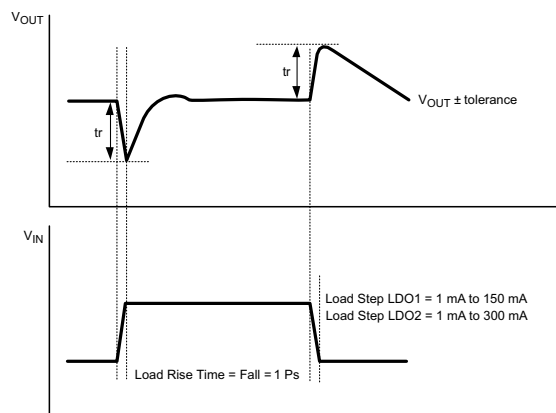 VOUT
tr
tr
VOUT ± tolerance
VIN
Load Step LDO1 = 1 mA to 150 mA
Load Step LDO2 = 1 mA to 300 mA
Load Rise Time = Fall = 1 Ps